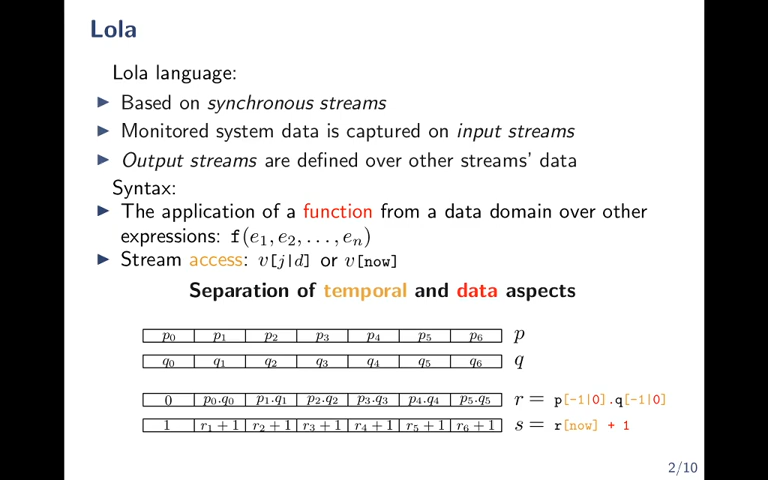 Lola
Lola language:
▶ Based on synchronous streams
▶ Monitored system data is captured on input streams
▶ Output streams are defined over other streams' data
Syntax:
▶ The application of a function from a data domain over other
expressions: f(e₁, e₂, . . . , eₙ)
▶ Stream access: v[j|d] or v[now]
Separation of temporal and data aspects
p₀ p₁ p₂ p₃ p₄ p₅ p₆ p
q₀ q₁ q₂ q₃ q₄ q₅ q₆ q
0 p₀.q₀ p₁.q₁ p₂.q₂ p₃.q₃ p₄.q₄ p₅.q₅ r = p[-1|0].q[-1|0]
1 r₁ + 1 r₂ + 1 r₃ + 1 r₄ + 1 r₅ + 1 r₆ + 1 s = r[now] + 1
2/10